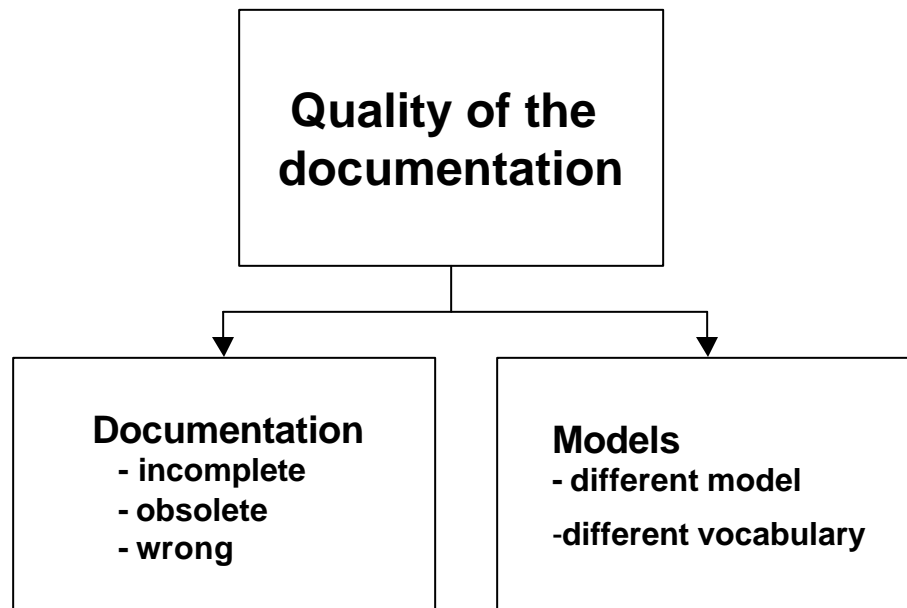 Quality of the
documentation
Documentation
- incomplete
- obsolete
- wrong
Models
- different model
-different vocabulary